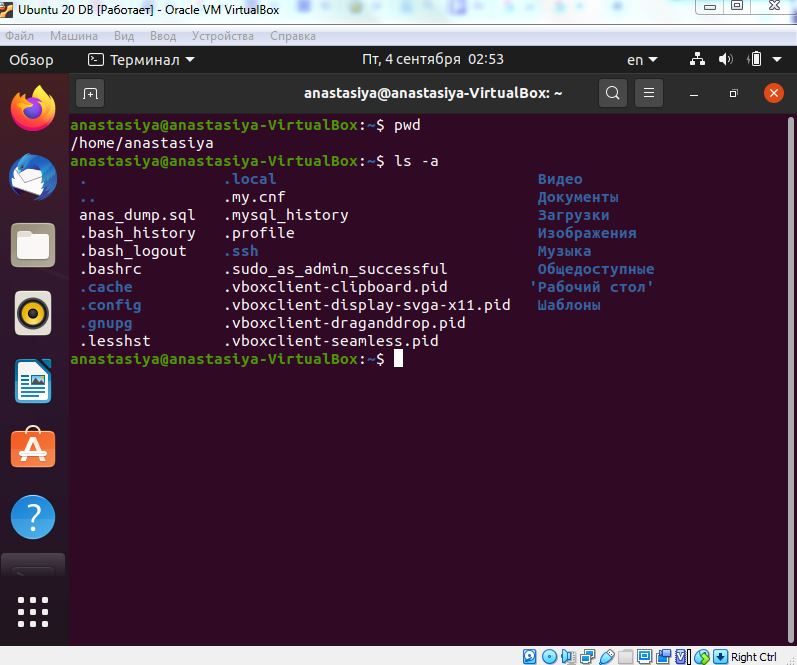 Ubuntu 20 DB [Работает] - Oracle VM VirtualBox
Файл Машина Вид Ввод Устройства Справка
Обзор Терминал Пт, 4 сентября 02:53 en
anastasiya@anastasiya-VirtualBox: ~
anastasiya@anastasiya-VirtualBox:~$ pwd
/home/anastasiya
anastasiya@anastasiya-VirtualBox:~$ ls -a
. .local Видео
.. .my.cnf Документы
anas_dump.sql .mysql_history Загрузки
.bash_history .profile Изображения
.bash_logout .ssh Музыка
.bashrc .sudo_as_admin_successful Общедоступные
.cache .vboxclient-clipboard.pid 'Рабочий стол'
.config .vboxclient-display-svga-x11.pid Шаблоны
.gnupg .vboxclient-draganddrop.pid
.lesshst .vboxclient-seamless.pid
anastasiya@anastasiya-VirtualBox:~$
Right Ctrl